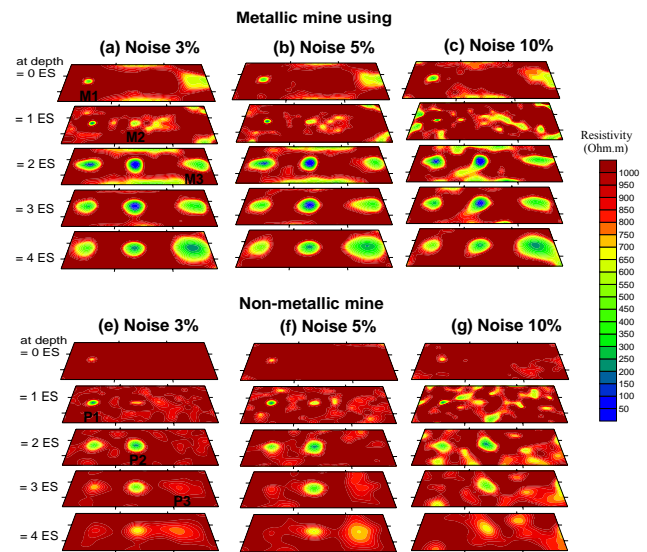 Metallic mine using
(a) Noise 3% (b) Noise 5% (c) Noise 10%
at depth
= 0 ES
M1
= 1 ES
M2
= 2 ES
M3
= 3 ES
= 4 ES
Resistivity
(Ohm.m)
1000
950
900
850
800
750
700
650
600
550
500
450
400
350
300
250
200
150
100
50
Non-metallic mine
(e) Noise 3% (f) Noise 5% (g) Noise 10%
at depth
= 0 ES
= 1 ES
P1
= 2 ES
P2
= 3 ES
P3
= 4 ES